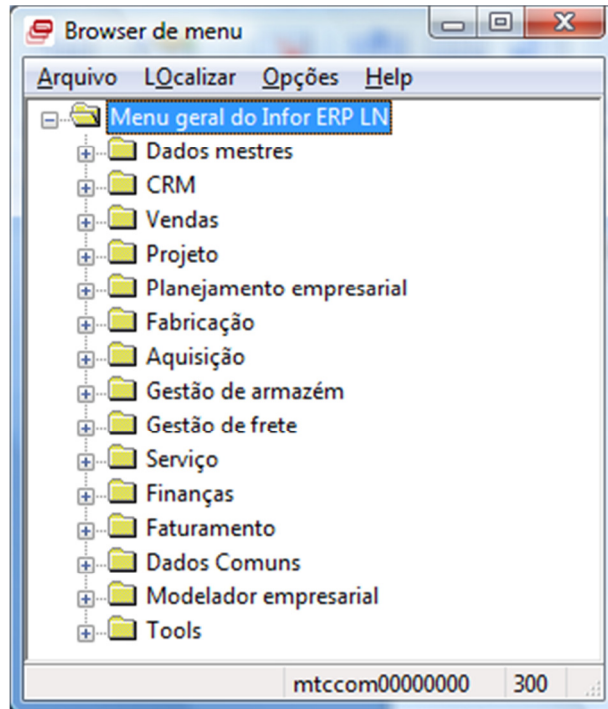 Browser de menu
Arquivo LOcalizar Opções Help
Menu geral do Infor ERP LN
Dados mestres
CRM
Vendas
Projeto
Planejamento empresarial
Fabricação
Aquisição
Gestão de armazém
Gestão de frete
Serviço
Finanças
Faturamento
Dados Comuns
Modelador empresarial
Tools
mtccom00000000 300